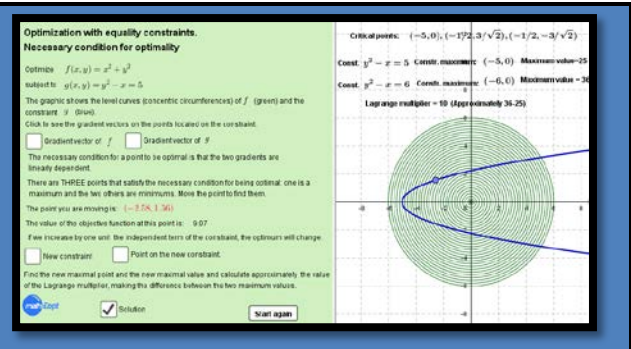 Optimization with equality constraints.
Necessary condition for optimality
Optimize f(x, y) = x² + y²
subject to g(x, y) = y² − x = 5
The graphic shows the level curves (concentric circumferences) of f (green) and the
constraint g (blue).
Click to see the gradient vectors on the points located on the constraint.
Gradient vector of f Gradient vector of g
The necessary condition for a point to be optimal is that the two gradients are
linearly dependent.
There are THREE points that satisfy the necessary condition for being optimal: one is a
maximum and the two others are minimums. Move the point to find them.
The point you are moving is: (−2.58, 1.56)
The value of the objective function at this point is: 9.07
If we increase by one unit the independent term of the constraint, the optimum will change.
New constraint Point on the new constraint
Find the new maximal point and the new maximal value and calculate approximately the value
of the Lagrange multiplier, making the difference between the two maximum values.
Solution
Start again
Critical points: (−5, 0), (−1/2, 3/√2), (−1/2, −3/√2)
Const. y² − x = 5 Constr. maximum: (−5, 0) Maximum value=25
Const. y² − x = 6 Constr. maximum: (−6, 0) Maximum value = 36
Lagrange multiplier = 10 (Approximately 36-25)